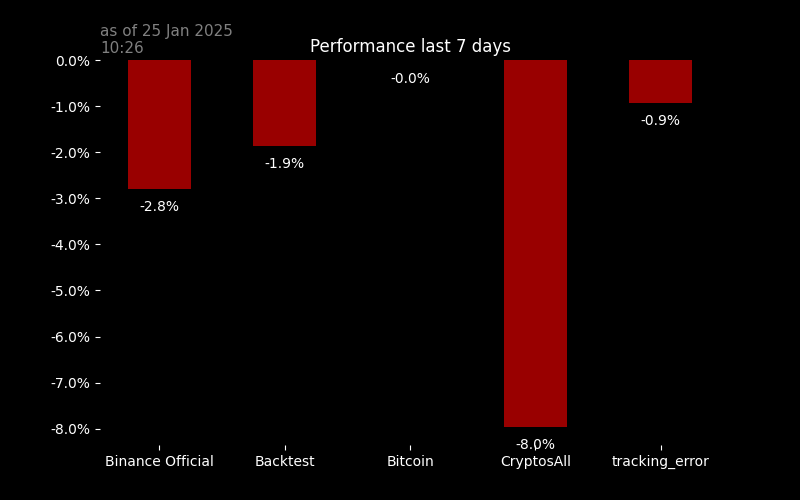 as of 25 Jan 2025
10:26
Performance last 7 days
0.0%
-1.0%
-2.0%
-3.0%
-4.0%
-5.0%
-6.0%
-7.0%
-8.0%
-2.8%
-1.9%
-0.0%
-8.0%
-0.9%
Binance Official
Backtest
Bitcoin
CryptosAll
tracking_error